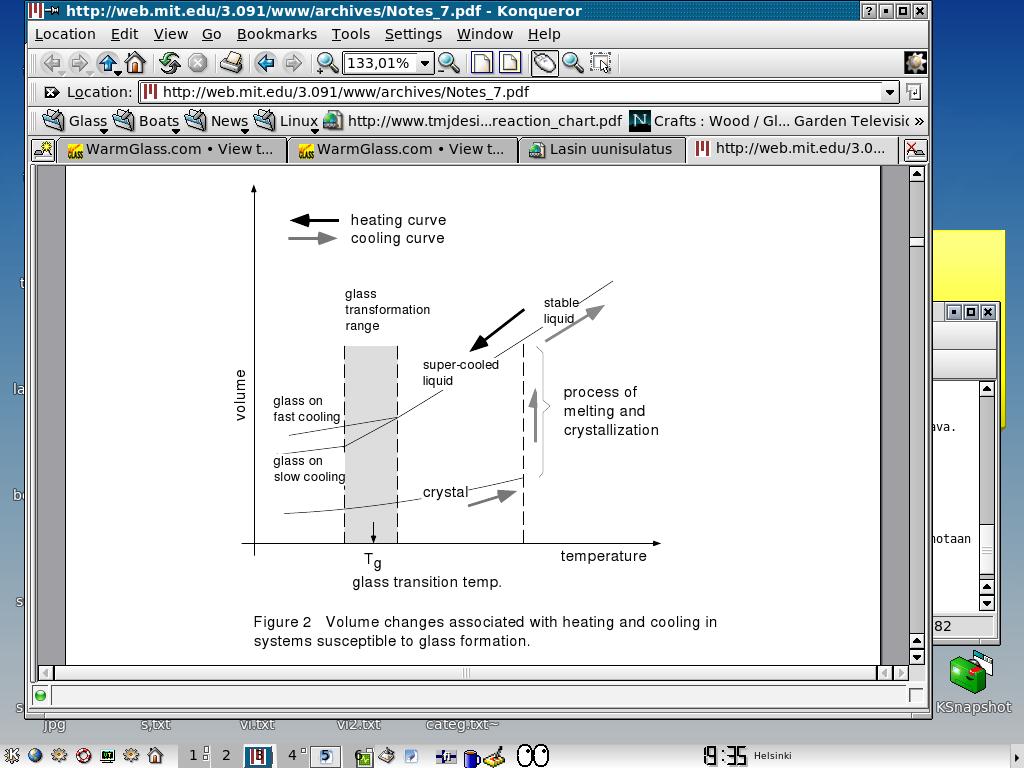 http://web.mit.edu/3.091/www/archives/Notes_7.pdf - Konqueror
Location Edit View Go Bookmarks Tools Settings Window Help
133,01%
Location: http://web.mit.edu/3.091/www/archives/Notes_7.pdf
Glass Boats News Linux http://www.tmjdesi...reaction_chart.pdf Crafts : Wood / Gl... Garden Televisic »
WarmGlass.com • View t... WarmGlass.com • View t... Lasin uunisulatus http://web.mit.edu/3.0...
heating curve
cooling curve
glass
transformation
range
stable
liquid
super-cooled
liquid
volume
glass on
fast cooling
process of
melting and
crystallization
glass on
slow cooling
crystal
Tg
temperature
glass transition temp.
Figure 2 Volume changes associated with heating and cooling in
systems susceptible to glass formation.
ava.
notaan
82
KSnapshot
jpg s,txt vi.txt vi2.txt categ.txt~
1 2 4 5 6 19:35 Helsinki